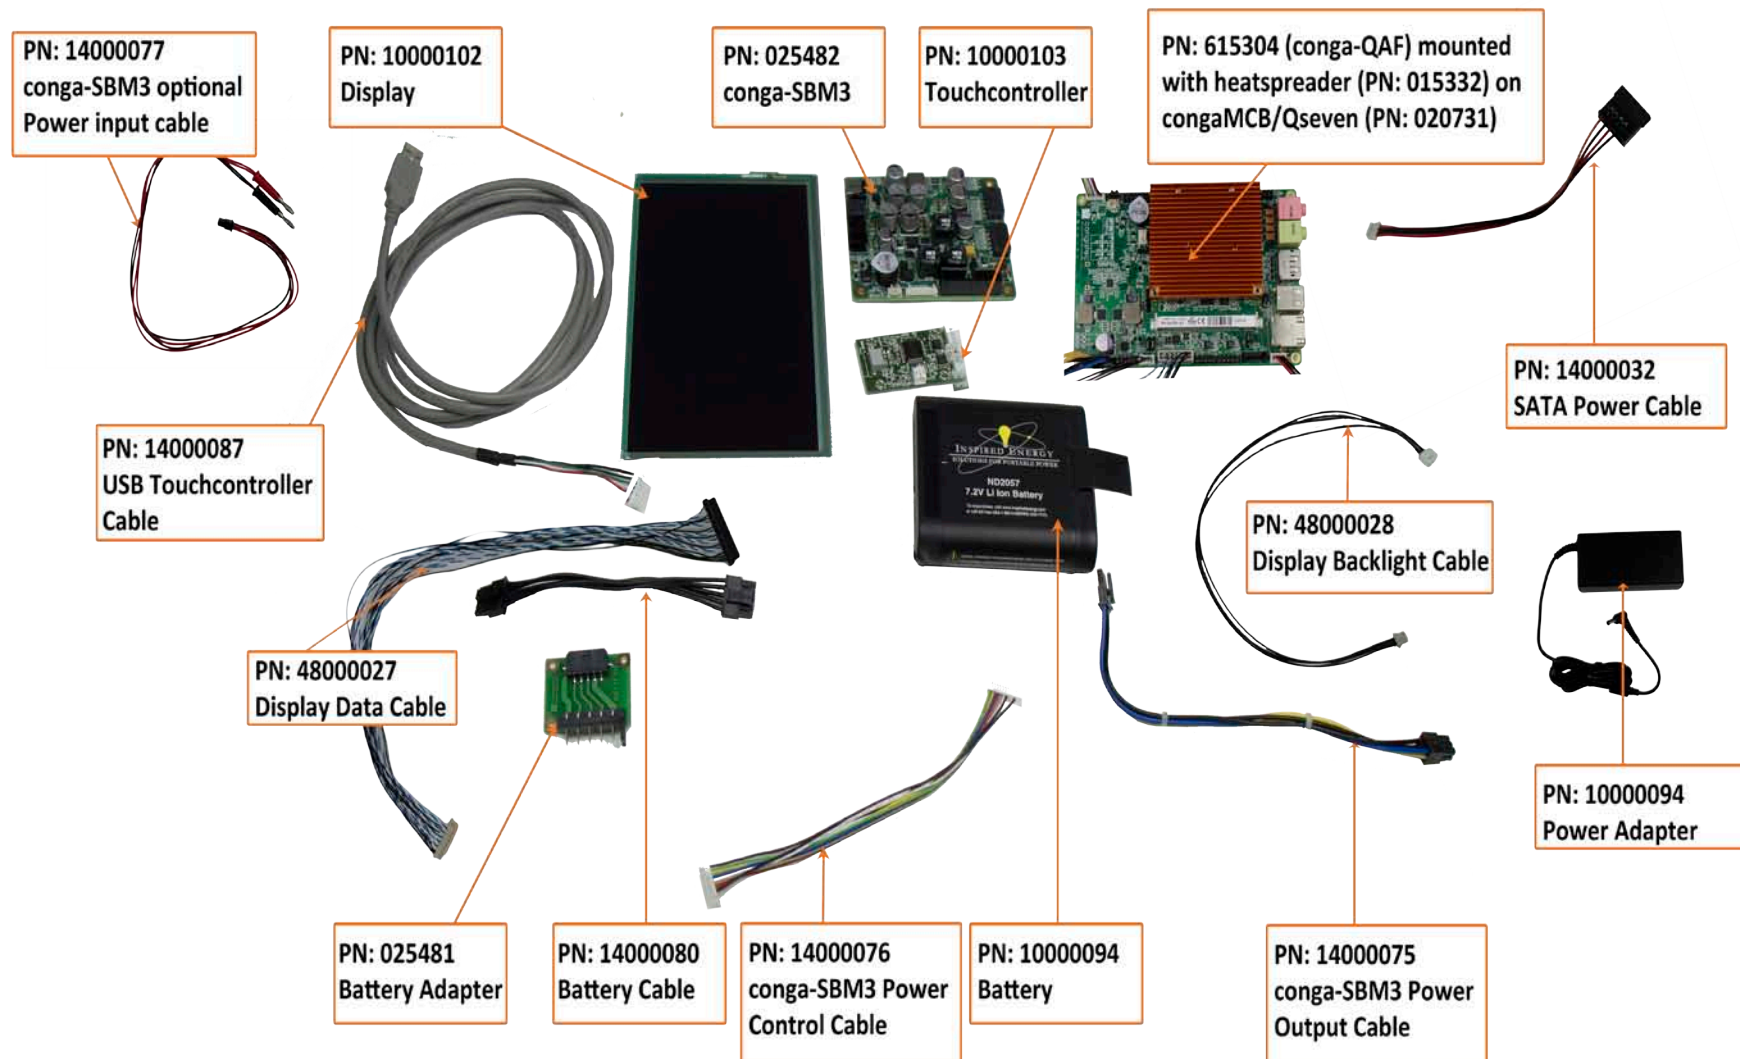 PN: 14000077
conga-SBM3 optional
Power input cable
PN: 10000102
Display
PN: 025482
conga-SBM3
PN: 10000103
Touchcontroller
PN: 615304 (conga-QAF) mounted
with heatspreader (PN: 015332) on
congaMCB/Qseven (PN: 020731)
PN: 14000032
SATA Power Cable
PN: 14000087
USB Touchcontroller
Cable
INSPIRED ENERGY
SOLUTIONS FOR PORTABLE POWER
ND2057
7.2V Li Ion Battery
PN: 48000028
Display Backlight Cable
PN: 48000027
Display Data Cable
PN: 10000094
Power Adapter
PN: 025481
Battery Adapter
PN: 14000080
Battery Cable
PN: 14000076
conga-SBM3 Power
Control Cable
PN: 10000094
Battery
PN: 14000075
conga-SBM3 Power
Output Cable